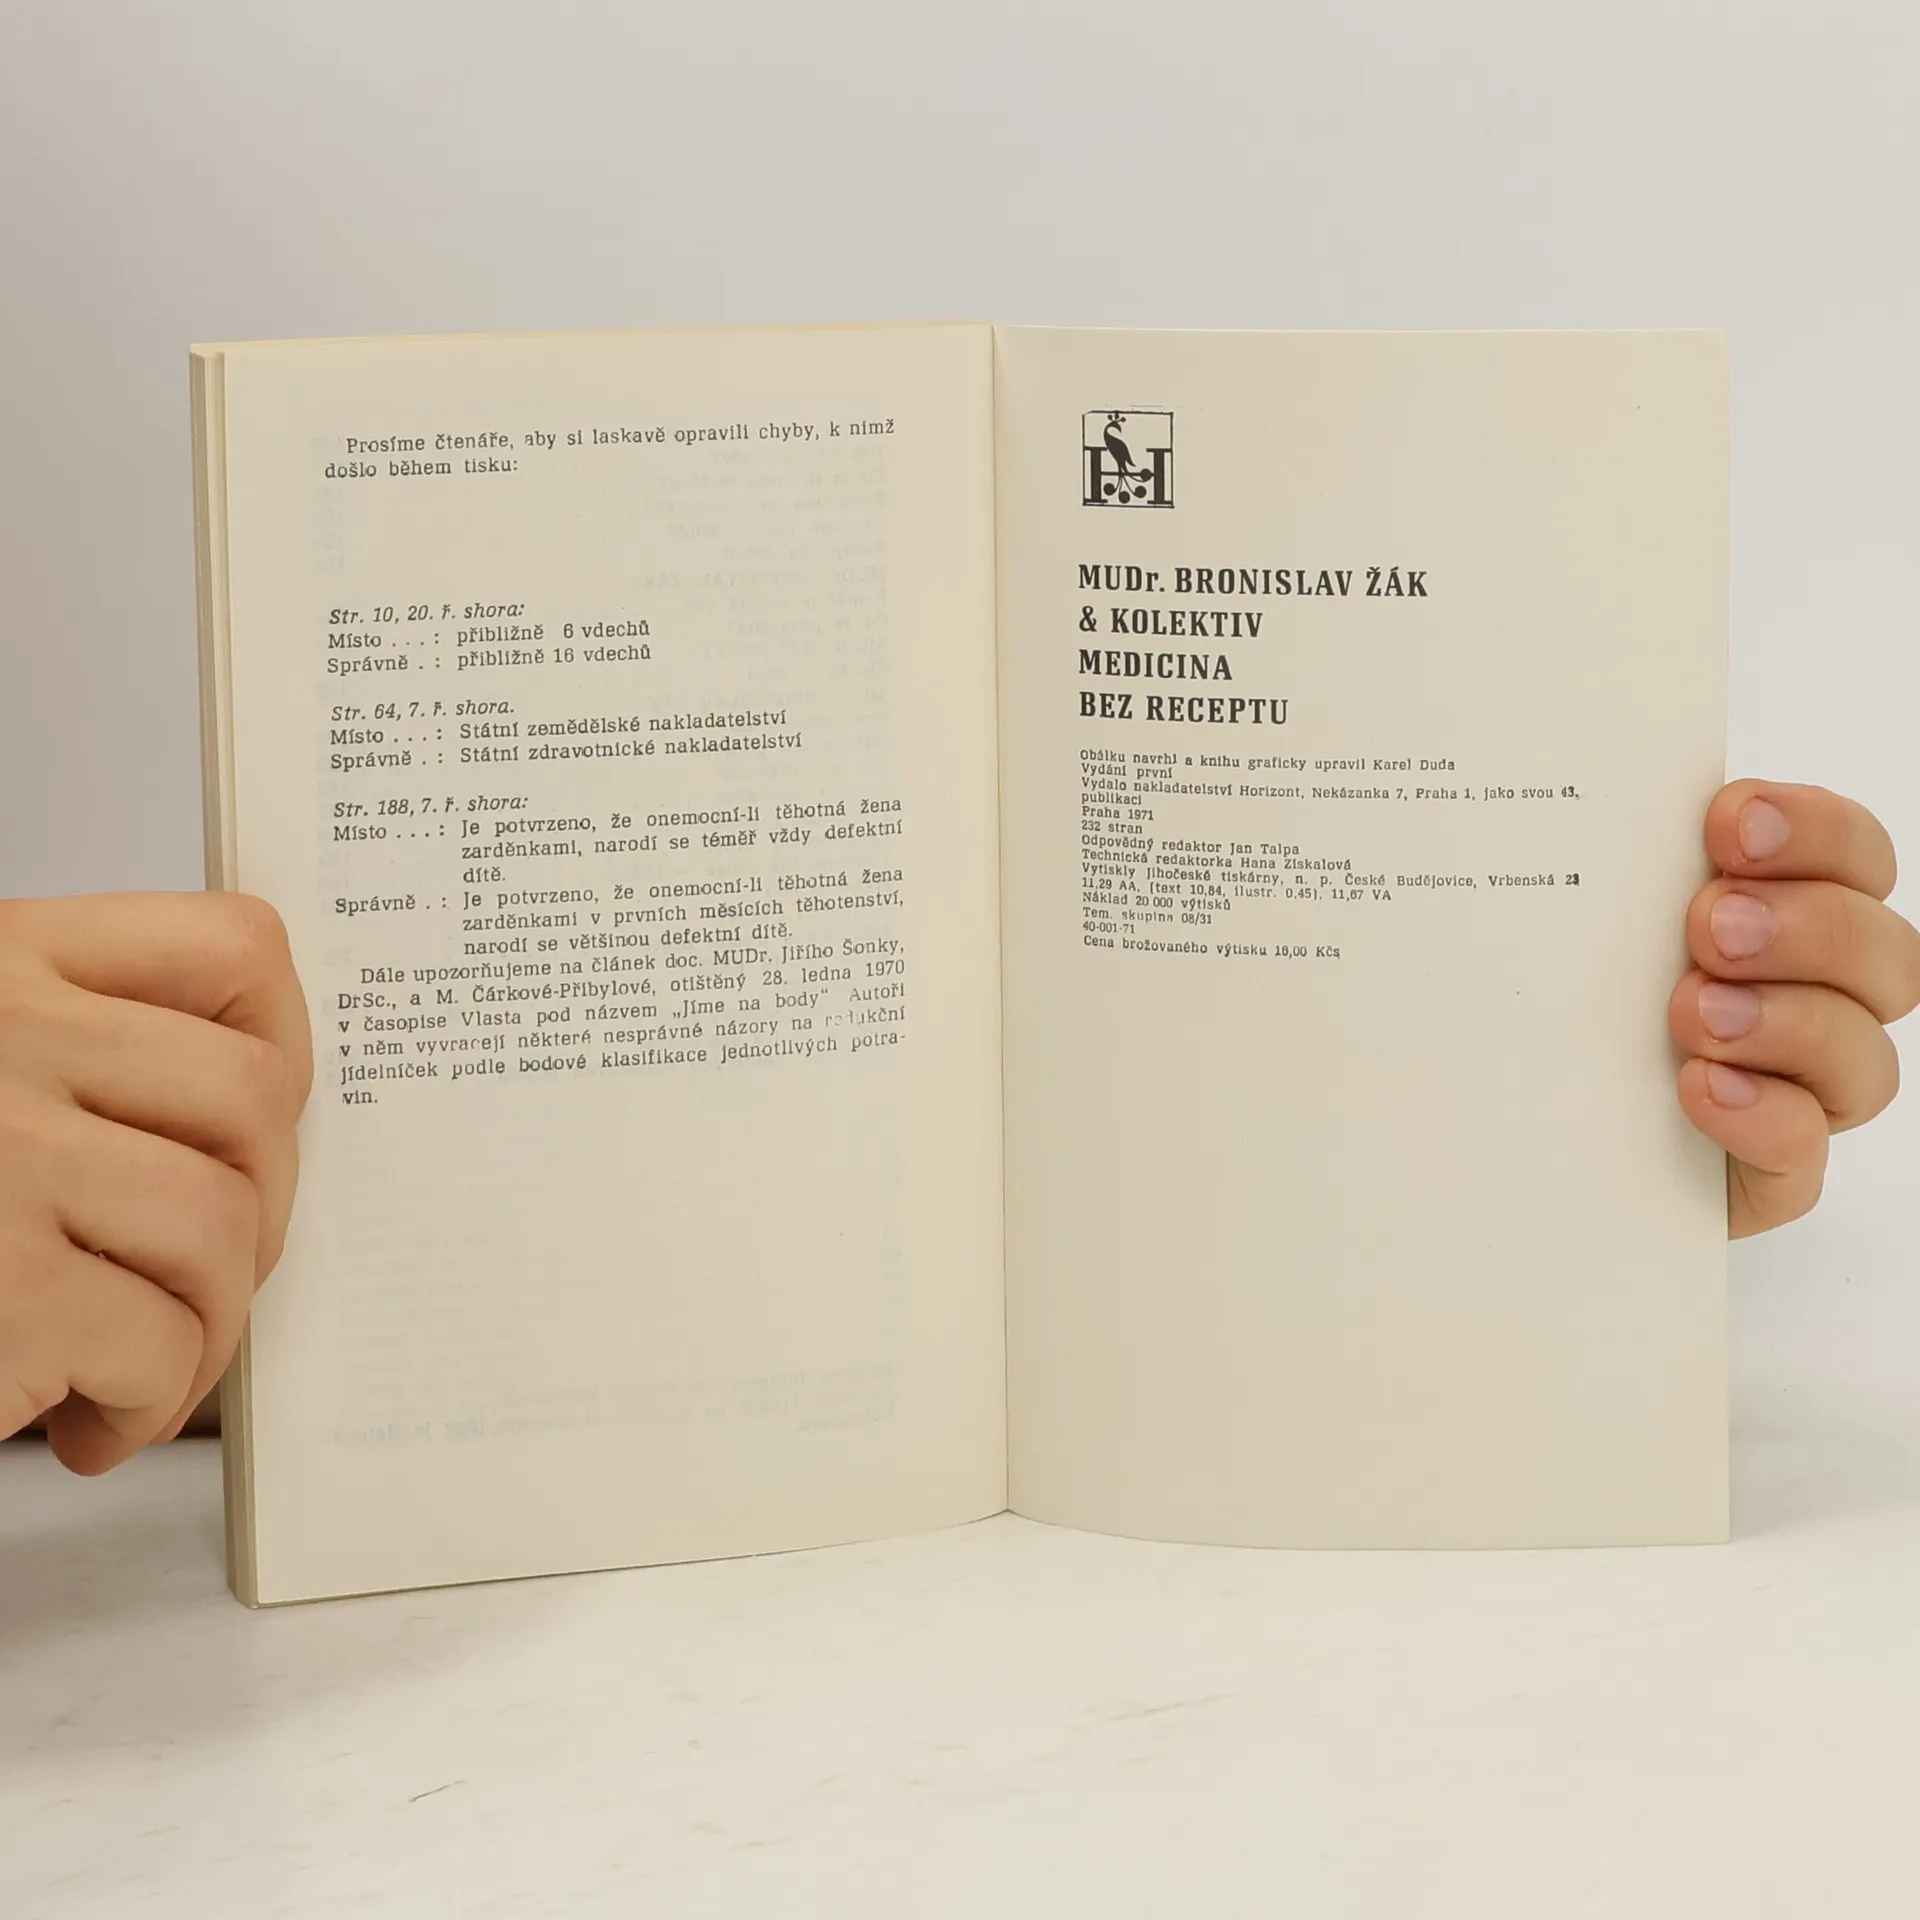 Prosíme čtenáře, aby si laskavě opravili chyby, k nimž
došlo během tisku:
Str. 10, 20. ř. shora:
Místo . . . : přibližně 6 vdechů
Správně . : přibližně 16 vdechů
Str. 64, 7. ř. shora.
Místo . . . : Státní zemědělské nakladatelství
Správně . : Státní zdravotnické nakladatelství
Str. 188, 7. ř. shora:
Místo . . . : Je potvrzeno, že onemocní-li těhotná žena
zarděnkami, narodí se téměř vždy defektní
dítě.
Správně . : Je potvrzeno, že onemocní-li těhotná žena
zarděnkami v prvních měsících těhotenství,
narodí se většinou defektní dítě.
Dále upozorňujeme na článek doc. MUDr. Jiřího Šonky,
DrSc., a M. Čárkové-Přibylové, otištěný 28. ledna 1970
v časopise Vlasta pod názvem „Jíme na body“ Autoři
v něm vyvracejí některé nesprávné názory na redukční
jídelníček podle bodové klasifikace jednotlivých potra-
vin.
H
MUDr. BRONISLAV ŽÁK
& KOLEKTIV
MEDICINA
BEZ RECEPTU
Obálku navrhl a knihu graficky upravil Karel Duda
Vydání první
Vydalo nakladatelství Horizont, Nekázanka 7, Praha 1, jako svou 43.
publikaci
Praha 1971
232 stran
Odpovědný redaktor Jan Talpa
Technická redaktorka Hana Získalová
Vytiskly Jihočeské tiskárny, n. p. České Budějovice, Vrbenská 23
11,29 AA, [text 10,84, ilustr. 0,45], 11,67 VA
Náklad 20 000 výtisků
Tem. skupina 08/31
40-001-71
Cena brožovaného výtisku 16,00 Kčs